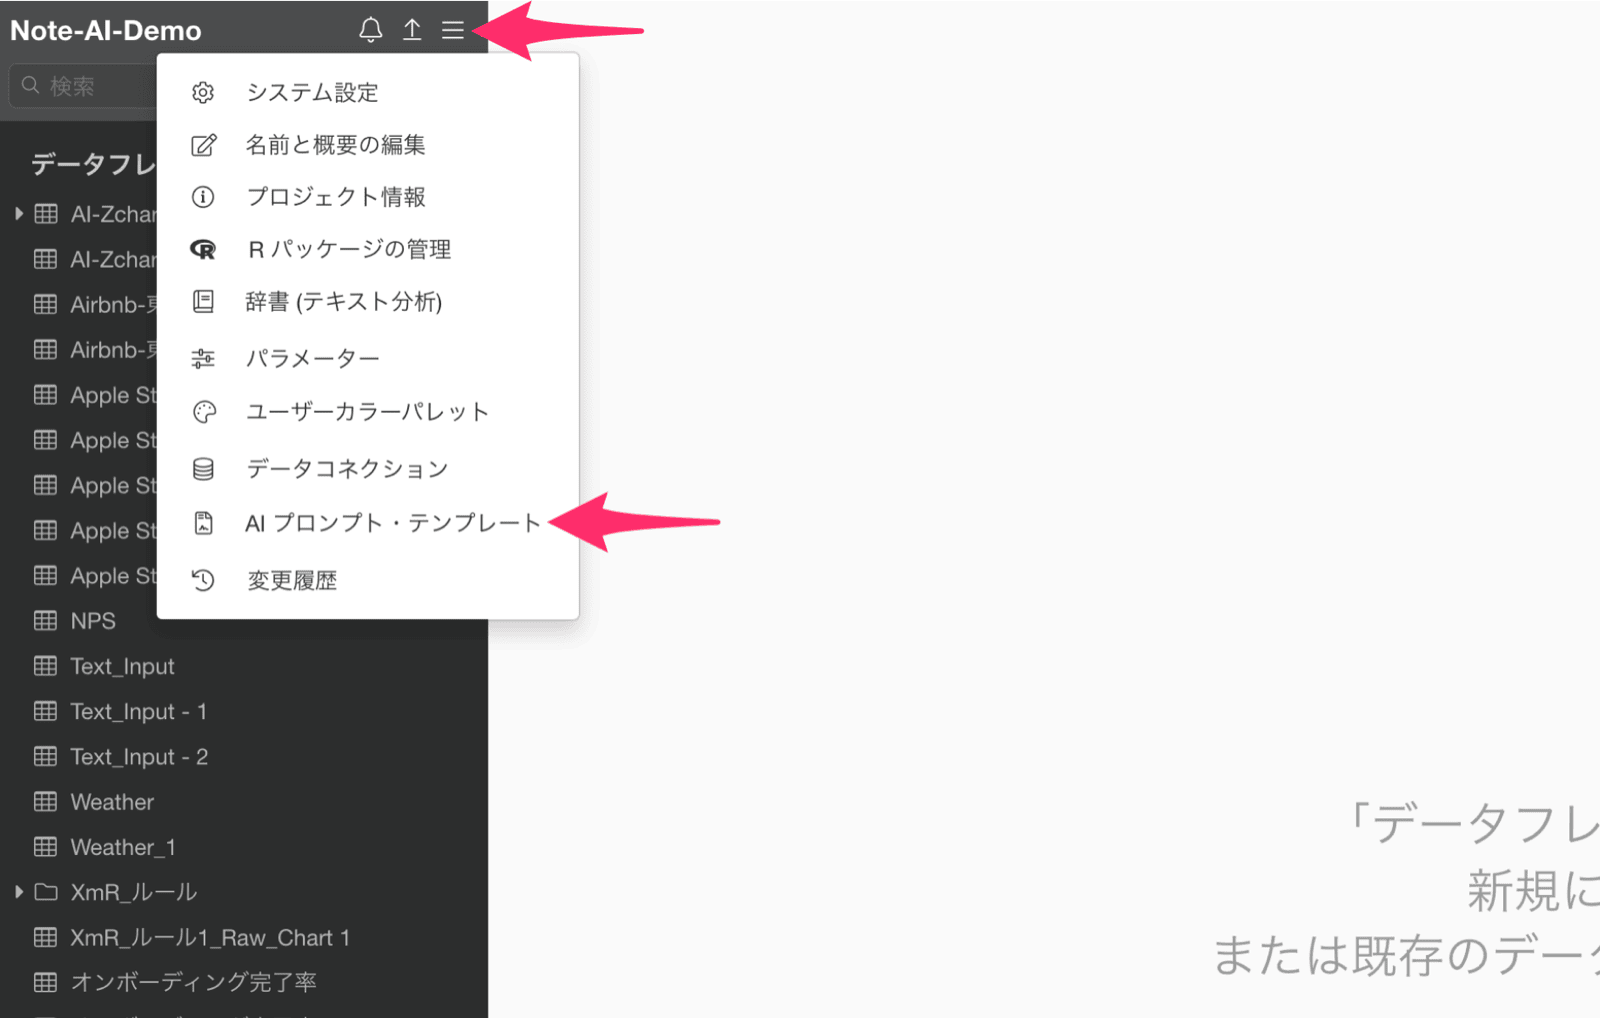 Note-AI-Demo
検索
システム設定
名前と概要の編集
プロジェクト情報
R パッケージの管理
辞書 (テキスト分析)
パラメーター
ユーザーカラーパレット
データコネクション
AI プロンプト・テンプレート
変更履歴
データフレ
AI-Zchar
AI-Zchar
Airbnb-東
Airbnb-東
Apple St
Apple St
Apple St
Apple St
Apple St
NPS
Text_Input
Text_Input - 1
Text_Input - 2
Weather
Weather_1
XmR_ルール
XmR_ルール1_Raw_Chart 1
オンボーディング完了率
「データフレ
新規に
または既存のデー